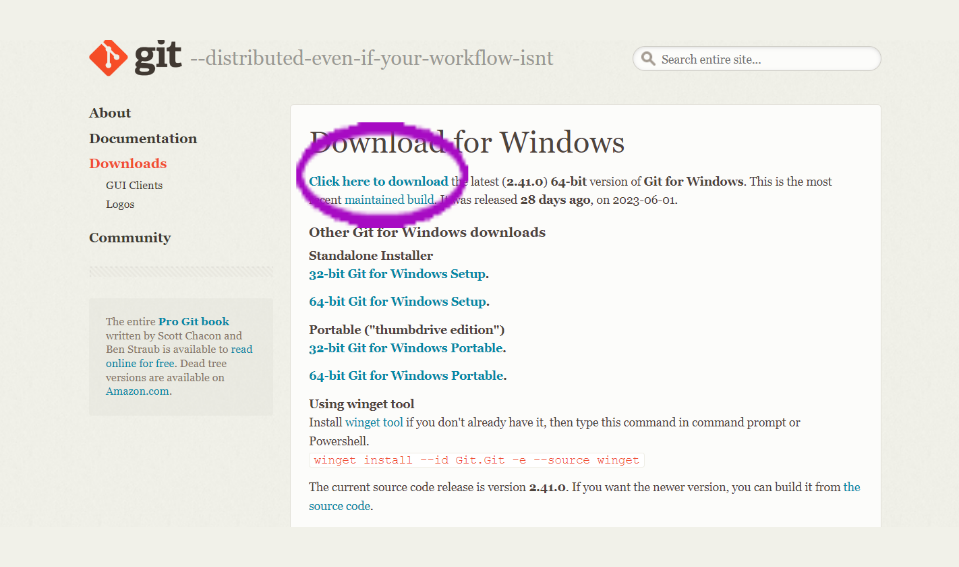 git --distributed-even-if-your-workflow-isnt
Search entire site...
About
Documentation
Downloads
GUI Clients
Logos
Community
The entire Pro Git book
written by Scott Chacon and
Ben Straub is available to read
online for free. Dead tree
versions are available on
Amazon.com.
Download for Windows
Click here to download the latest (2.41.0) 64-bit version of Git for Windows. This is the most
recent maintained build. It was released 28 days ago, on 2023-06-01.
Other Git for Windows downloads
Standalone Installer
32-bit Git for Windows Setup.
64-bit Git for Windows Setup.
Portable ("thumbdrive edition")
32-bit Git for Windows Portable.
64-bit Git for Windows Portable.
Using winget tool
Install winget tool if you don't already have it, then type this command in command prompt or
Powershell.
winget install --id Git.Git -e --source winget
The current source code release is version 2.41.0. If you want the newer version, you can build it from the
source code.